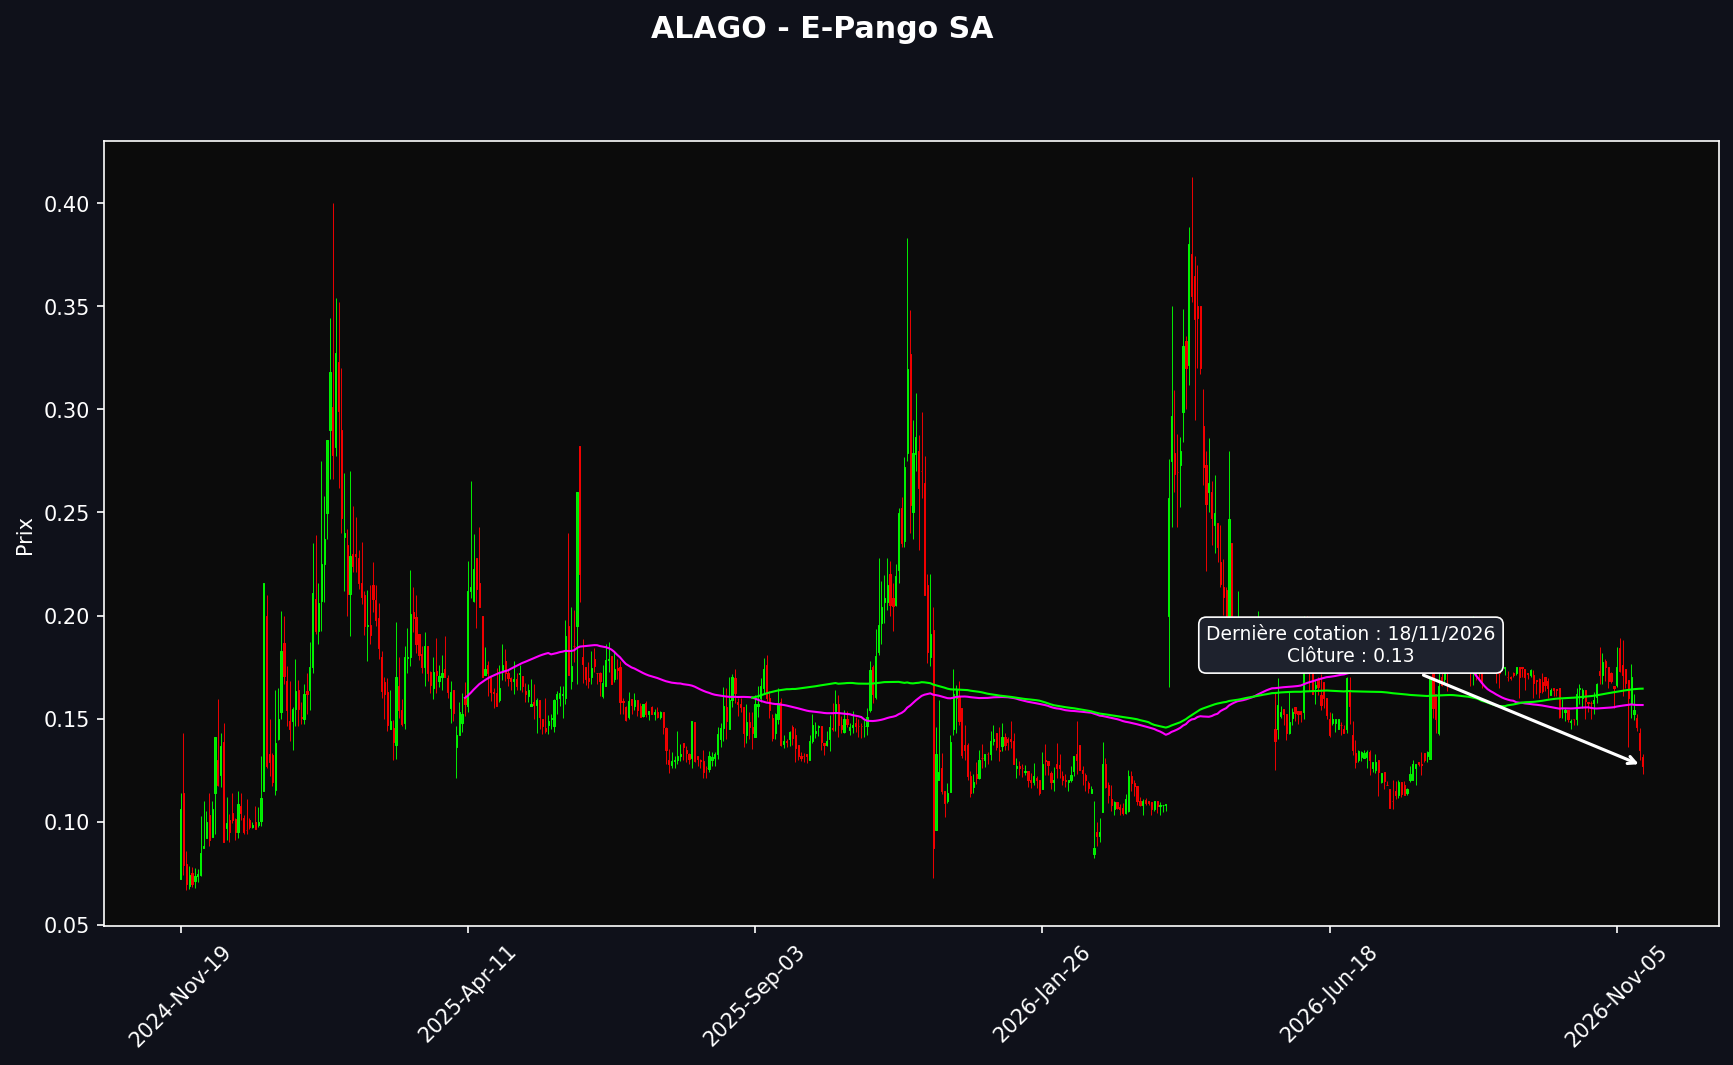 ALAGO - E-Pango SA
Prix
0.40
0.35
0.30
0.25
0.20
0.15
0.10
0.05
Dernière cotation : 18/11/2026
Clôture : 0.13
2024-Nov-19
2025-Apr-11
2025-Sep-03
2026-Jan-26
2026-Jun-18
2026-Nov-05